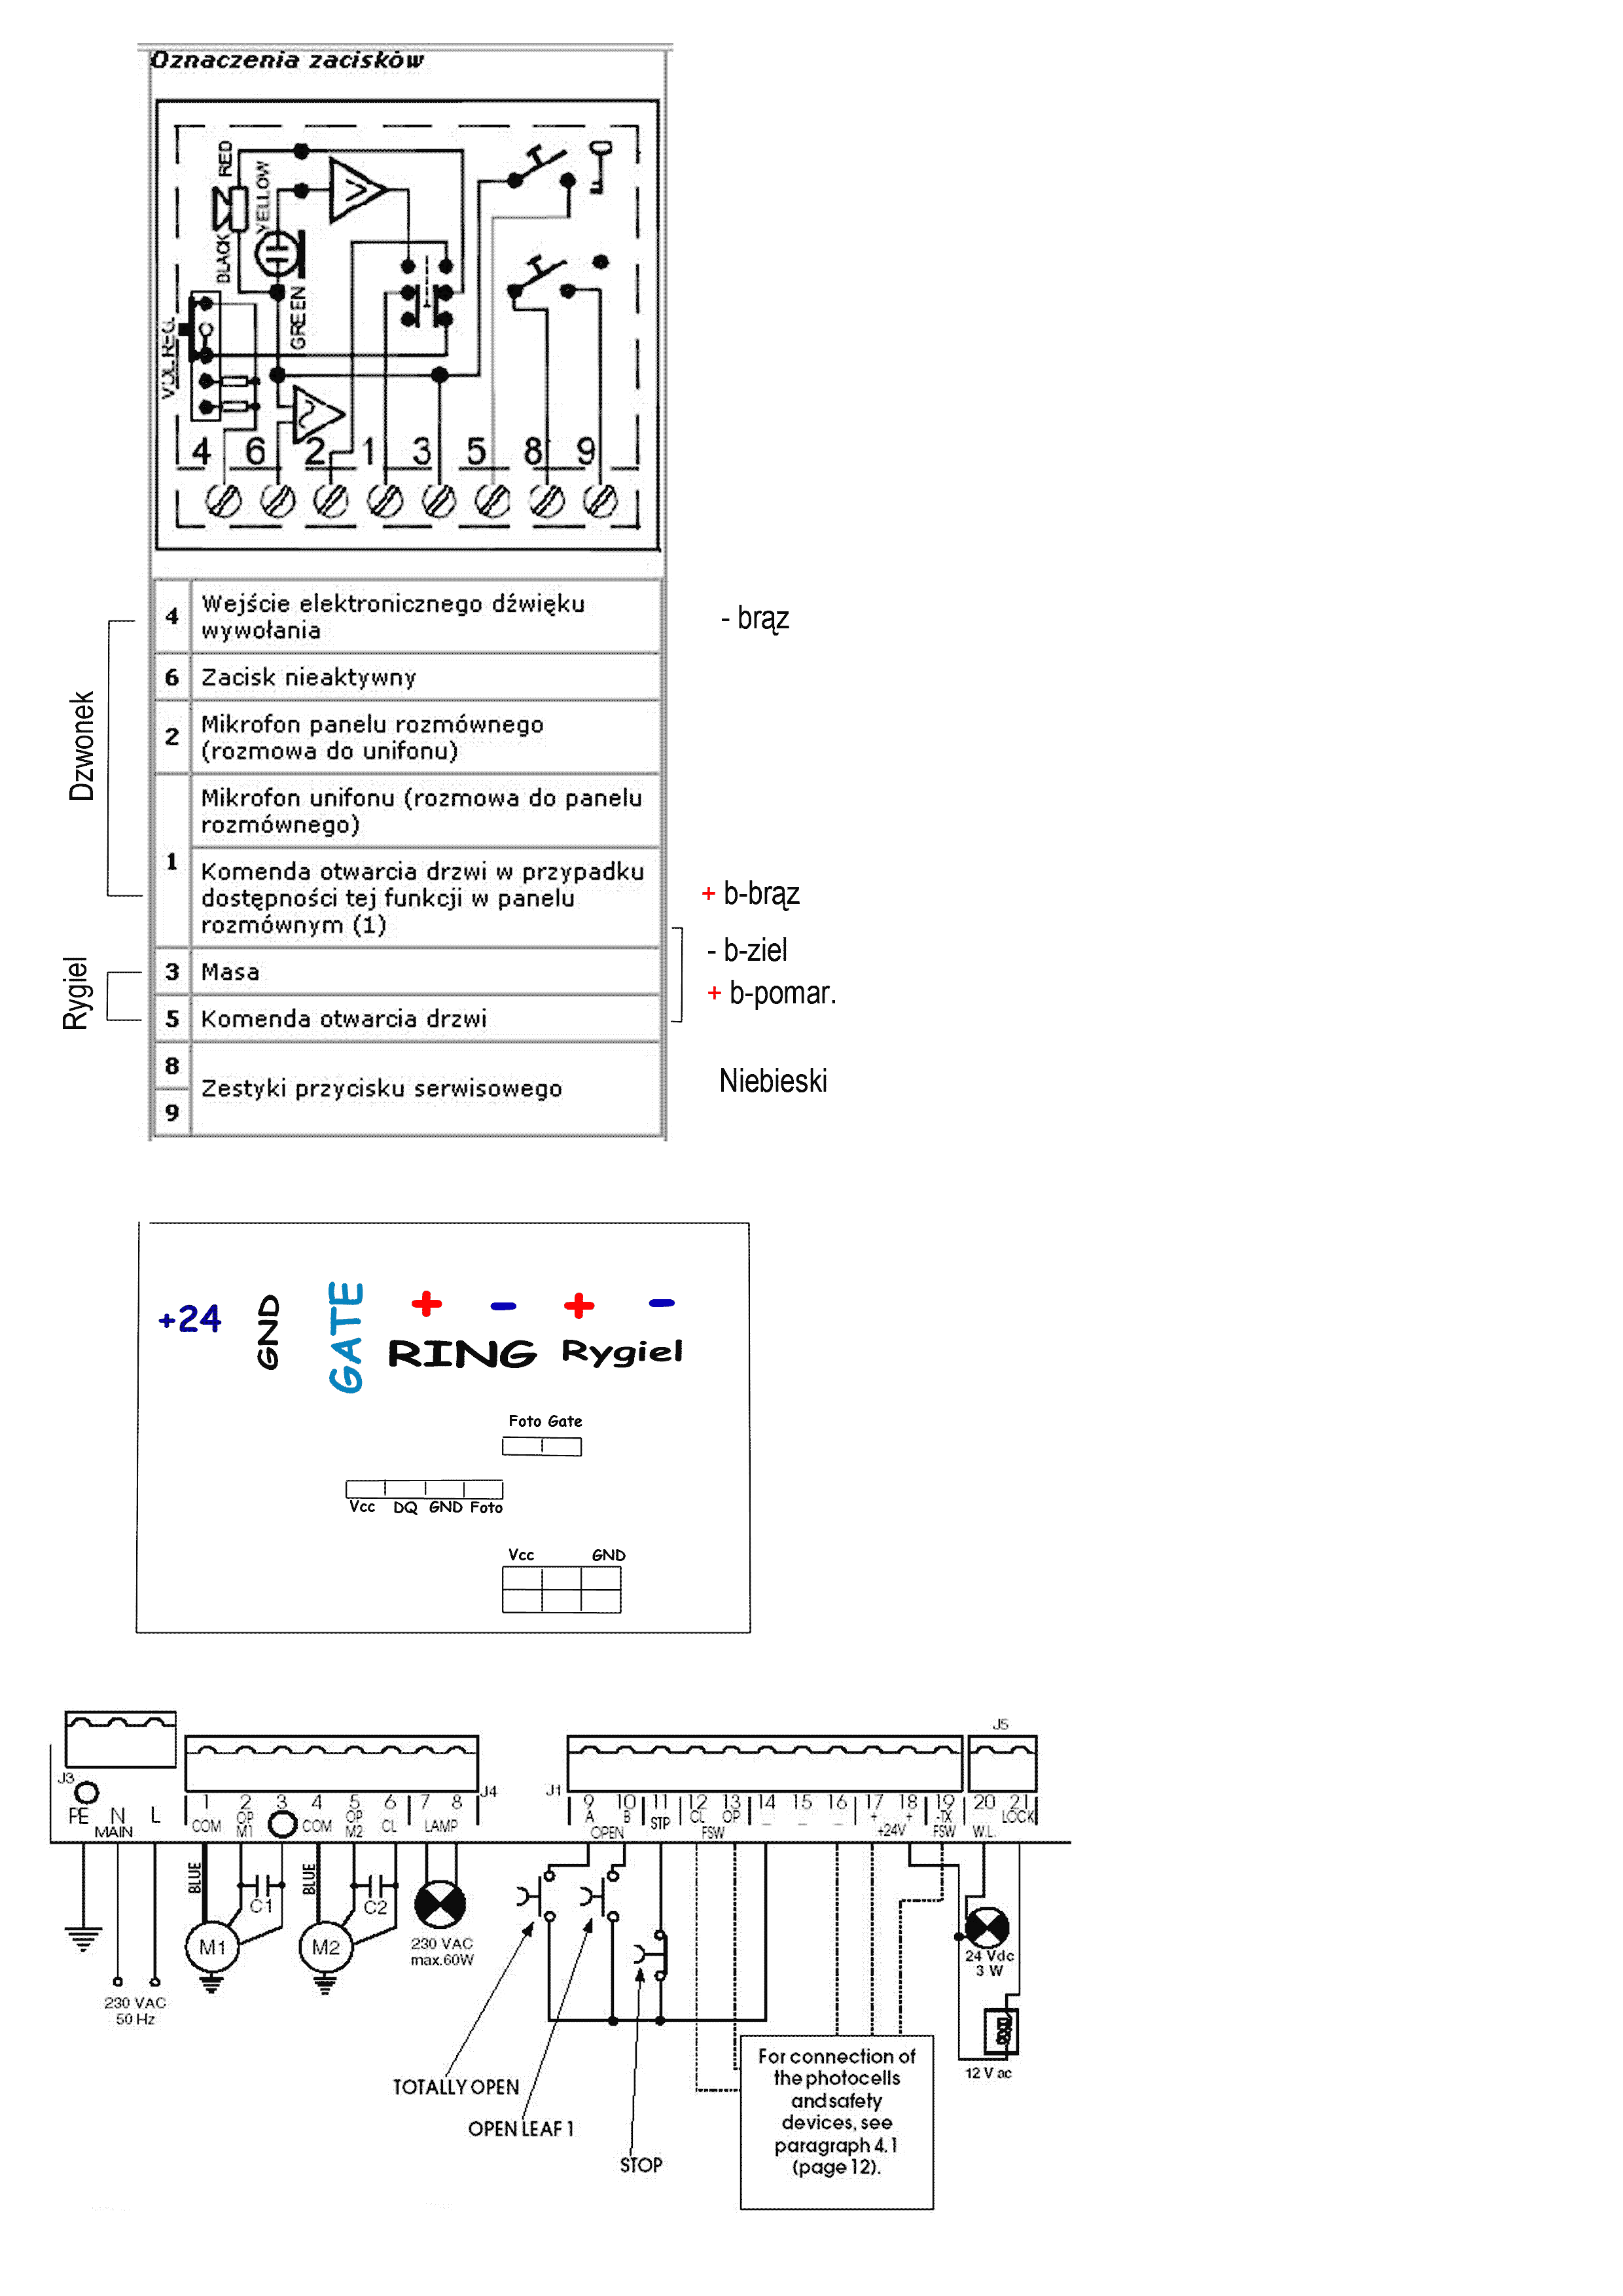 Oznaczenia zacisków
RED
YELLOW
BLACK
GREEN
VOL.REG.
4 6 2 1 3 5 8 9
4 Wejście elektronicznego dźwięku
wywołania
- brąz
6 Zacisk nieaktywny
Dzwonek
2 Mikrofon panelu rozmównego
(rozmowa do unifonu)
1 Mikrofon unifonu (rozmowa do panelu
rozmównego)
Komenda otwarcia drzwi w przypadku
dostępności tej funkcji w panelu
rozmównym (1)
+ b-brąz
- b-ziel
Rygiel
3 Masa
+ b-pomar.
5 Komenda otwarcia drzwi
8
9
Zestyki przycisku serwisowego
Niebieski
+24 GND GATE + - + -
RING Rygiel
Foto Gate
Vcc DQ GND Foto
Vcc GND
J3 J4 J1 J5
PE N L
MAIN
1 2 3 4 5 6 7 8
COM OP M1 COM OP M2 CL LAMP
9 10 11 12 13 14 15 16 17 18 19 20 21
A B STP CL OP _ _ _ + + -TX LOCK
OPEN FSW +24V FSW W.L.
BLUE
BLUE
C1 C2
M1 M2
230 VAC
50 Hz
230 VAC
max.60W
24 Vdc
3 W
12 V ac
TOTALLY OPEN
OPEN LEAF 1
STOP
For connection of
the photocells
and safety
devices, see
paragraph 4.1
(page 12).